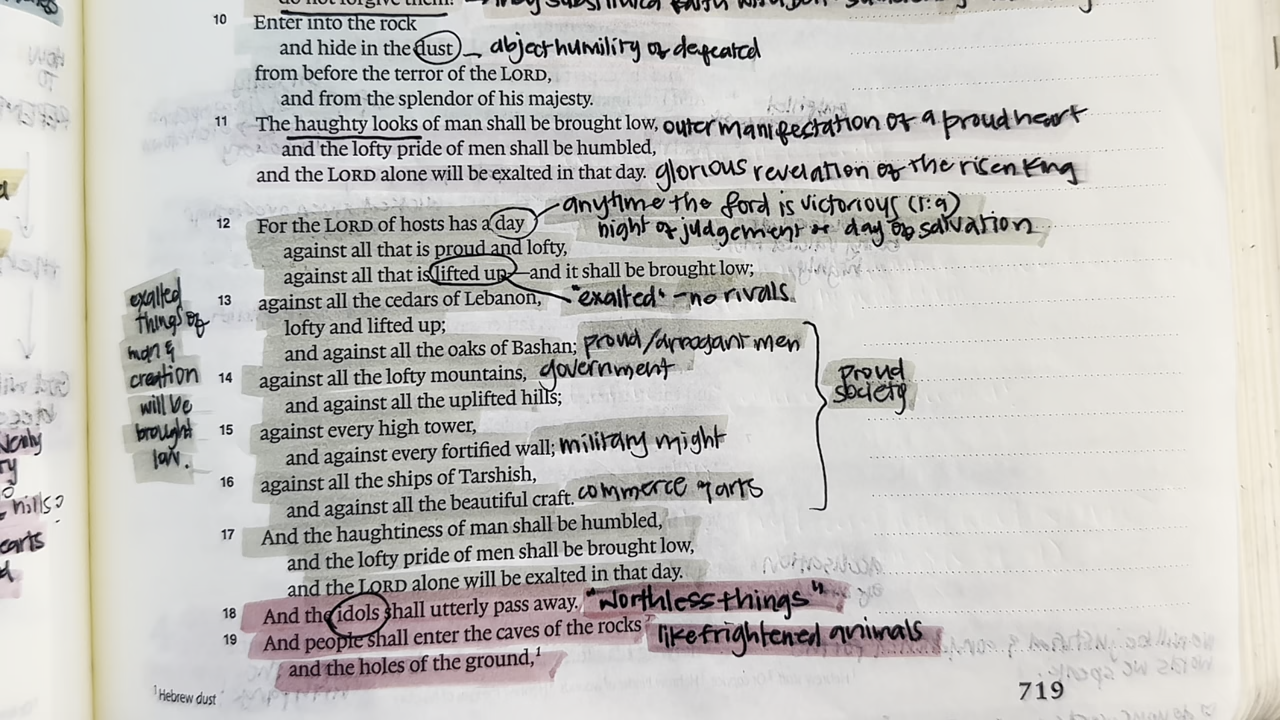 do not forgive them!
10 Enter into the rock
and hide in the dust – abject humility or defeated
from before the terror of the LORD,
and from the splendor of his majesty.
11 The haughty looks of man shall be brought low, outer manifestation of a proud heart
and the lofty pride of men shall be humbled,
and the LORD alone will be exalted in that day. glorious revelation of the risen King
anytime the Lord is victorious (1:9)
12 For the LORD of hosts has a day night of judgement or day of salvation
against all that is proud and lofty,
against all that is lifted up—and it shall be brought low;
13 against all the cedars of Lebanon, "exalted" – no rivals
lofty and lifted up;
and against all the oaks of Bashan; proud/arrogant men
14 against all the lofty mountains, government
and against all the uplifted hills;
15 against every high tower,
and against every fortified wall; military might
16 against all the ships of Tarshish,
and against all the beautiful craft. commerce & arts
17 And the haughtiness of man shall be humbled,
and the lofty pride of men shall be brought low,
and the LORD alone will be exalted in that day.
18 And the idols shall utterly pass away. "worthless things"
19 And people shall enter the caves of the rocks like frightened animals
and the holes of the ground,1
exalted
things of
man &
creation
will be
brought
low.
proud
society
hills?
1 Hebrew dust
719